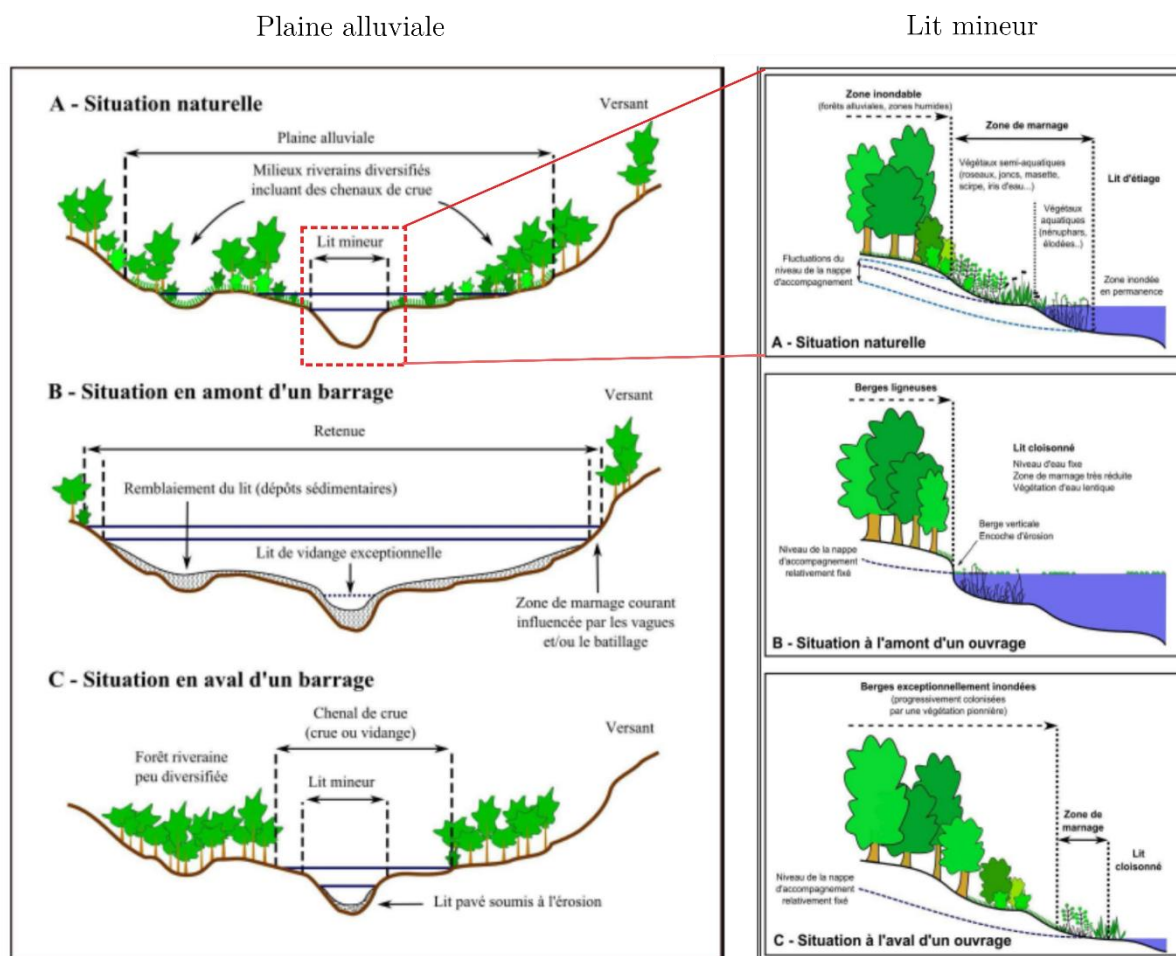 Plaine alluviale
A - Situation naturelle
Versant
Plaine alluviale
Milieux riverains diversifiés
incluant des chenaux de crue
Lit mineur
B - Situation en amont d'un barrage
Versant
Retenue
Remblaiement du lit (dépôts sédimentaires)
Lit de vidange exceptionnelle
Zone de marnage courant
influencée par les vagues
et/ou le batillage
C - Situation en aval d'un barrage
Chenal de crue
(crue ou vidange)
Versant
Forêt riveraine
peu diversifiée
Lit mineur
Lit pavé soumis à l'érosion
Lit mineur
Zone inondable
(forêts alluviales, zones humides)
Zone de marnage
Végétaux semi-aquatiques
(roseaux, joncs, masette,
scirpe, iris d'eau...)
Lit d'étiage
Végétaux
aquatiques
(nénuphars,
élodées..)
Fluctuations du
niveau de la nappe
d'accompagnement
Zone inondée
en permanence
A - Situation naturelle
Berges ligneuses
Lit cloisonné
Niveau d'eau fixe
Zone de marnage très réduite
Végétation d'eau lentique
Berge verticale
Encoche d'érosion
Niveau de la nappe
d'accompagnement
relativement fixé
B - Situation à l'amont d'un ouvrage
Berges exceptionnellement inondées
(progressivement colonisées
par une végétation pionnière)
Zone de
marnage
Lit
cloisonné
Niveau de la nappe
d'accompagnement
relativement fixé
C - Situation à l'aval d'un ouvrage